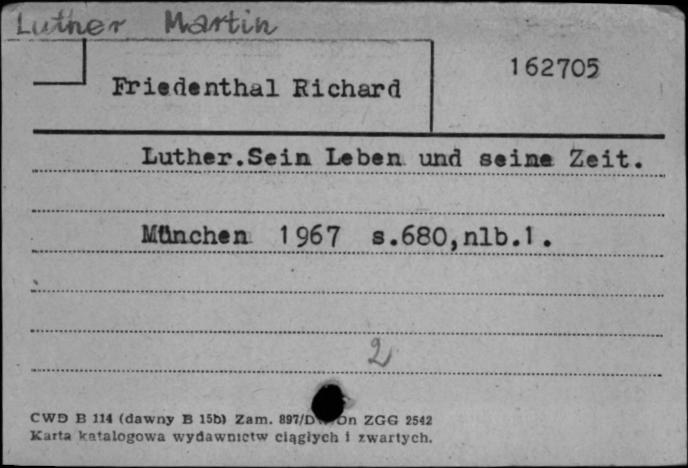 Luther Martin
162705
Friedenthal Richard
Luther.Sein Leben und seine Zeit.
München 1967 s.680,nlb.1.
2
CWD B 114 (dawny B 15b) Zam. 897/D Dn ZGG 2542
Karta katalogowa wydawnictw ciągłych i zwartych.